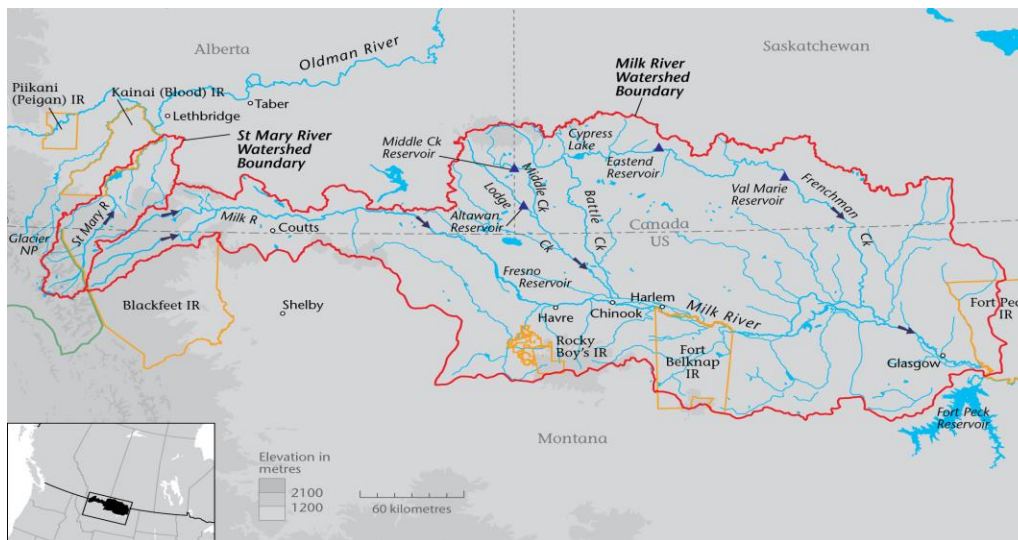 Alberta
Saskatchewan
Oldman River
Milk River
Watershed
Boundary
Piikani
(Peigan) IR
Kainai (Blood) IR
Taber
Lethbridge
St Mary River
Watershed
Boundary
Middle Ck
Reservoir
Cypress
Lake
Eastend
Reservoir
Val Marie
Reservoir
Frenchman
Ck
Middle Ck
Lodge
Ck
Battle
Ck
Altawan
Reservoir
St Mary R
Milk R
Coutts
Canada
US
Glacier
NP
Blackfeet IR
Shelby
Fresno
Reservoir
Havre
Chinook
Harlem
Milk River
Fort Peck
IR
Rocky
Boy's IR
Fort
Belknap
IR
Glasgow
Fort Peck
Reservoir
Montana
Elevation in
metres
2100
1200
60 kilometres